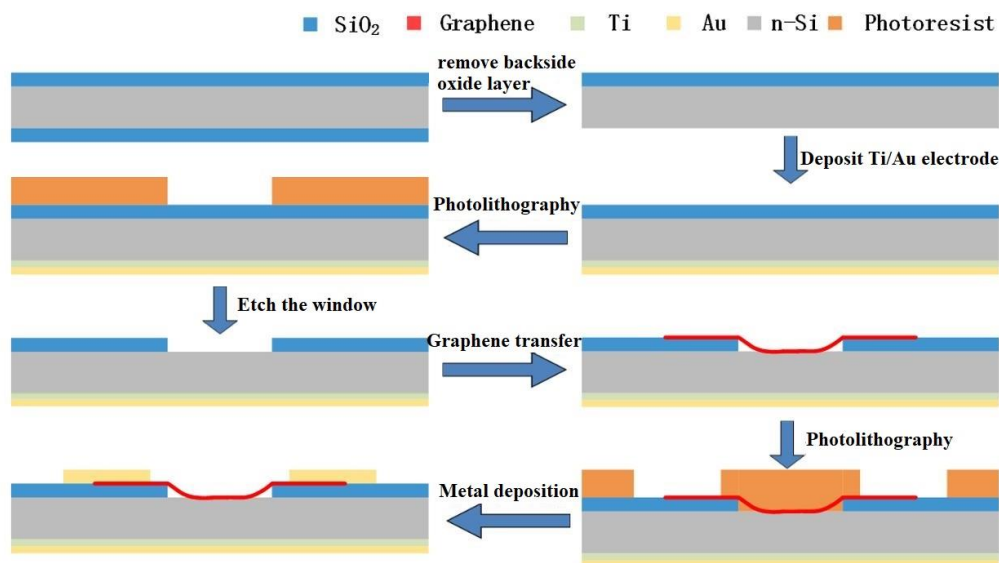 SiO₂ Graphene Ti Au n-Si Photoresist
remove backside
oxide layer
Deposit Ti/Au electrode
Photolithography
Etch the window
Graphene transfer
Photolithography
Metal deposition